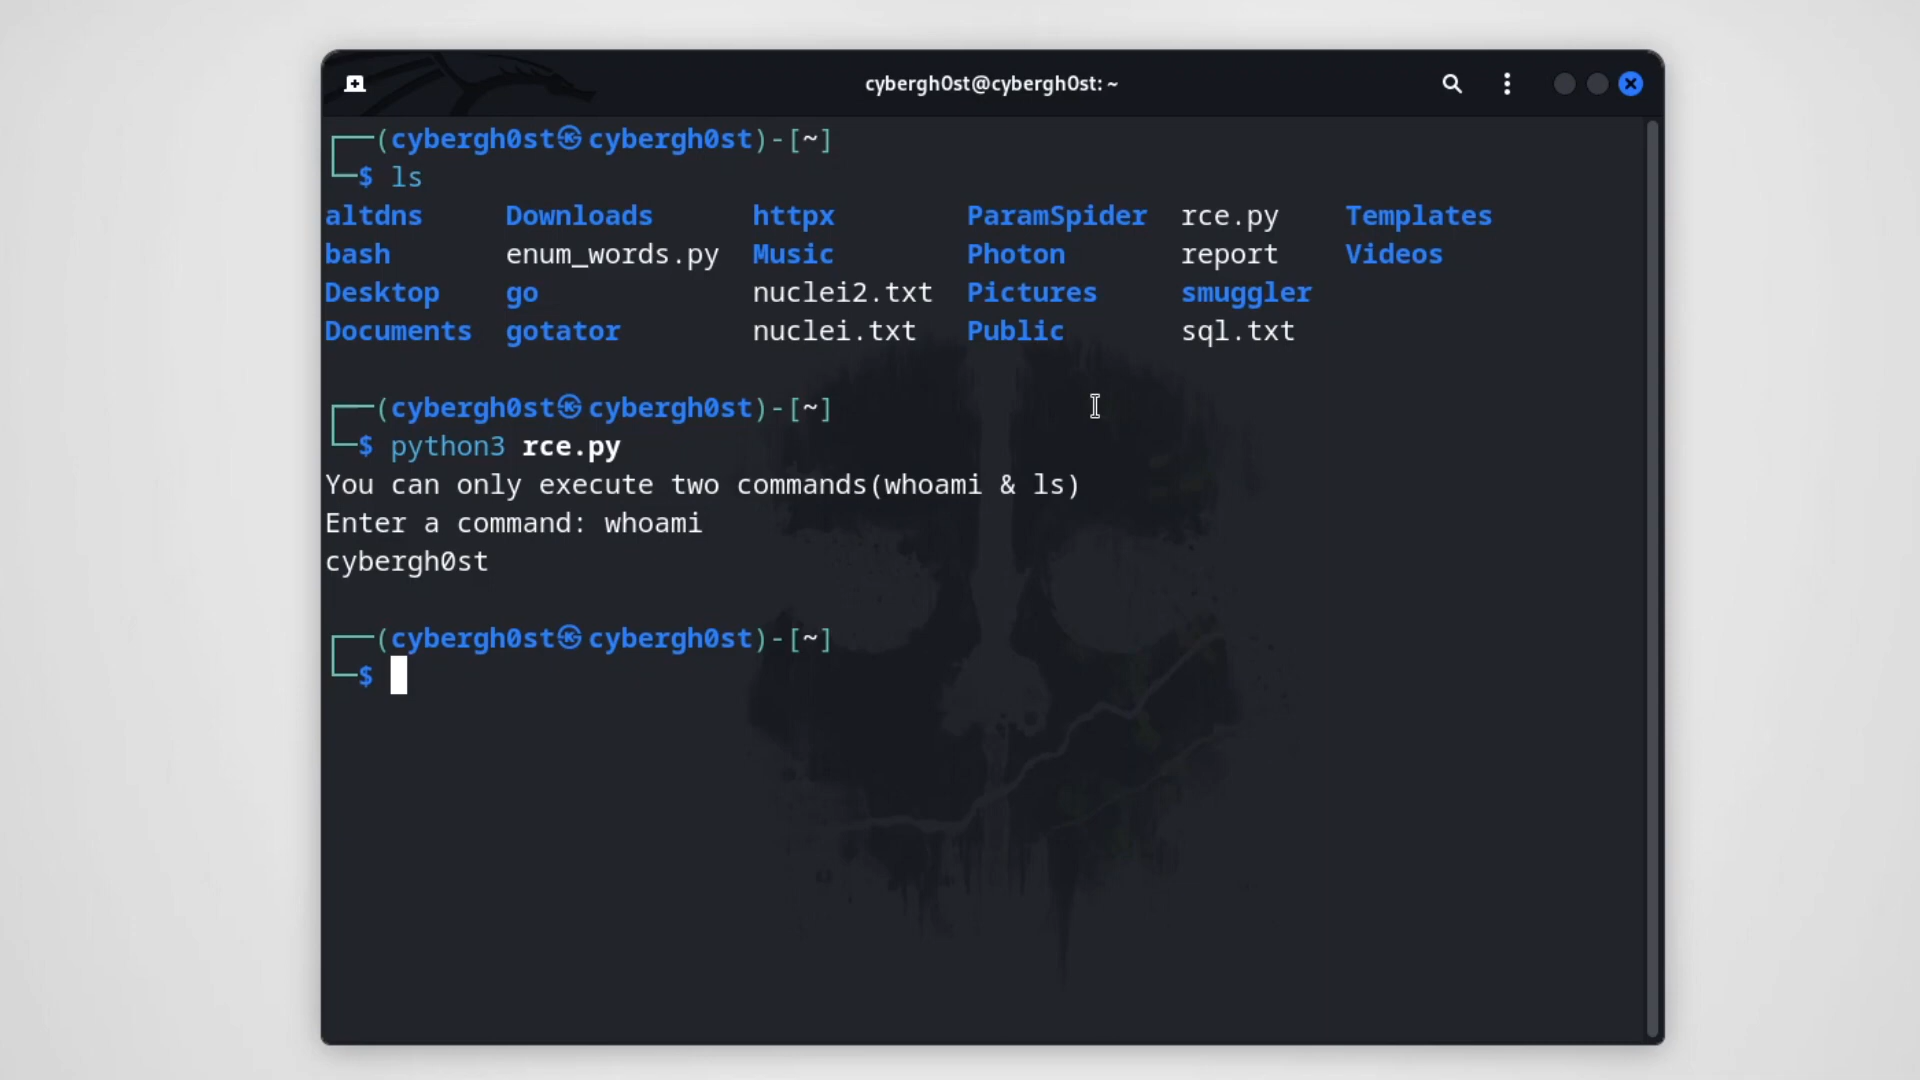 cybergh0st@cybergh0st: ~
┌──(cybergh0st㉿cybergh0st)-[~]
└─$ ls
altdns Downloads httpx ParamSpider rce.py Templates
bash enum_words.py Music Photon report Videos
Desktop go nuclei2.txt Pictures smuggler
Documents gotator nuclei.txt Public sql.txt
┌──(cybergh0st㉿cybergh0st)-[~]
└─$ python3 rce.py
You can only execute two commands(whoami & ls)
Enter a command: whoami
cybergh0st
┌──(cybergh0st㉿cybergh0st)-[~]
└─$